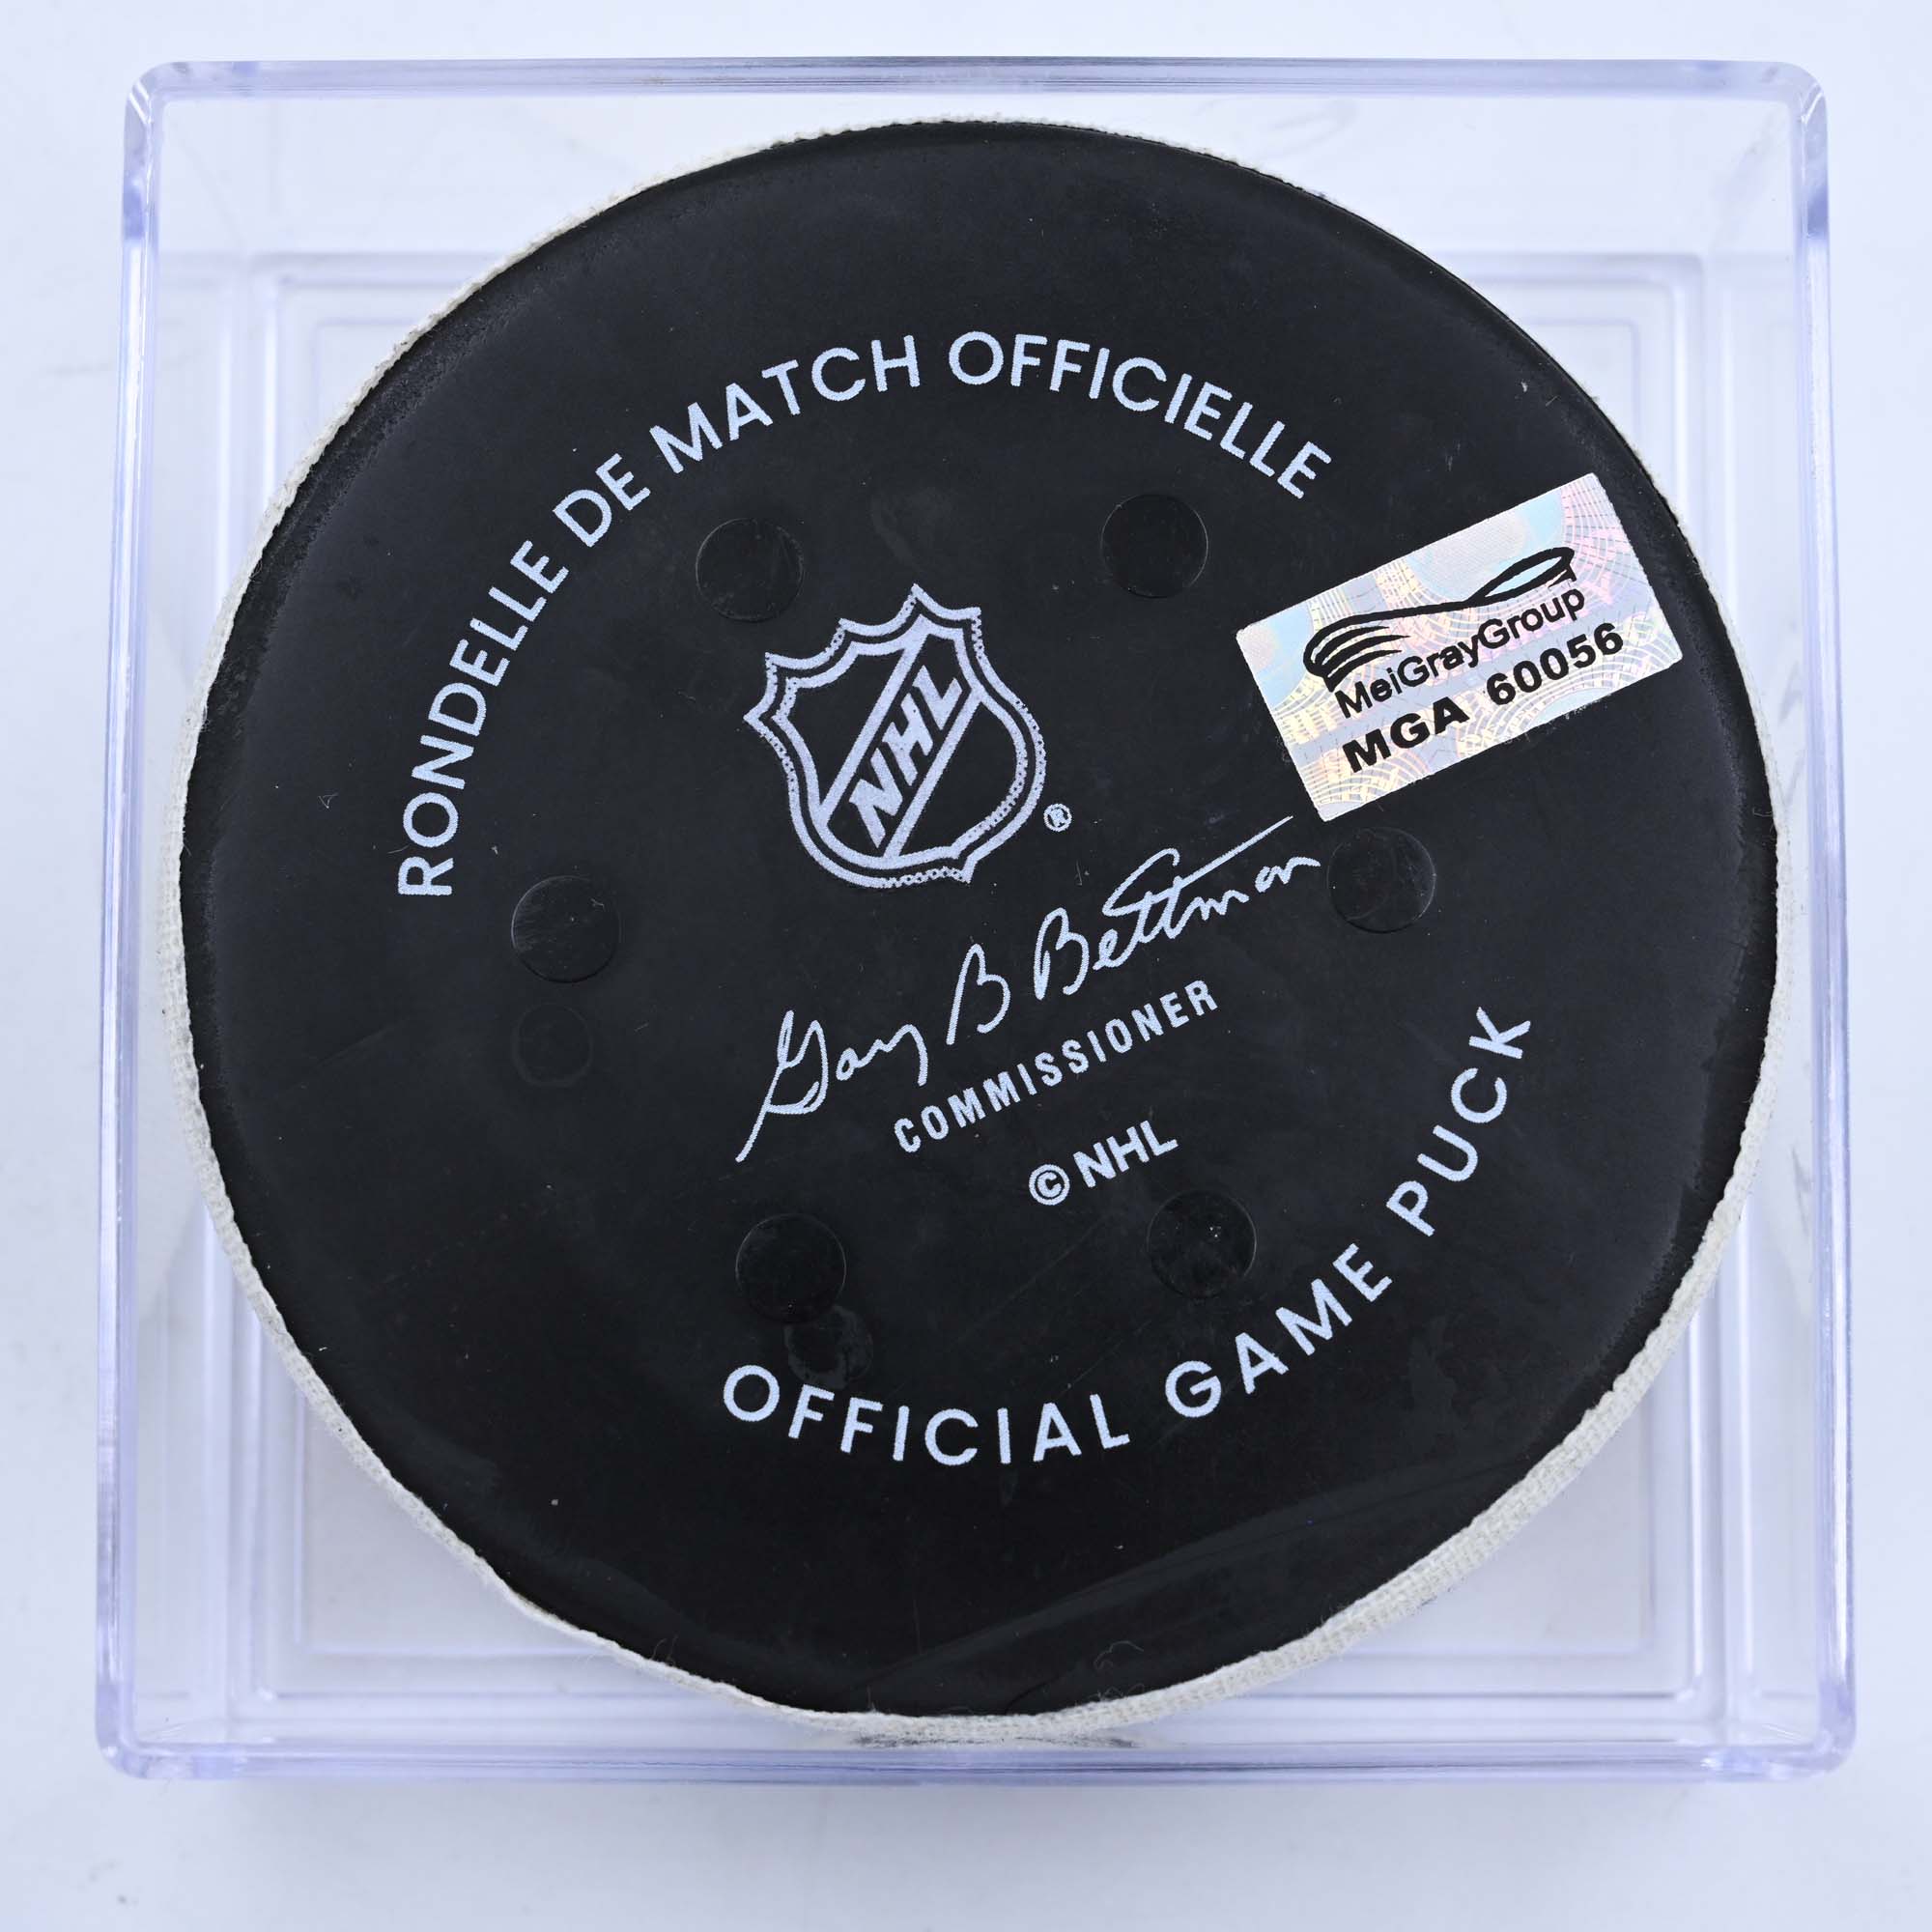 RONDELLE DE MATCH OFFICIELLE
NHL
®
MeiGrayGroup
MGA 60056
Gary B Bettman
COMMISSIONER
©NHL
OFFICIAL GAME PUCK